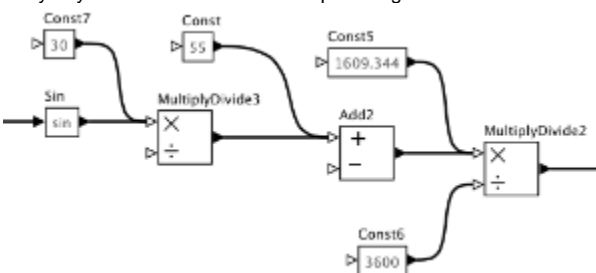 Const7
30
Const
55
Const5
1609.344
Sin
sin
MultiplyDivide3
×
÷
Add2
+
−
MultiplyDivide2
×
÷
Const6
3600